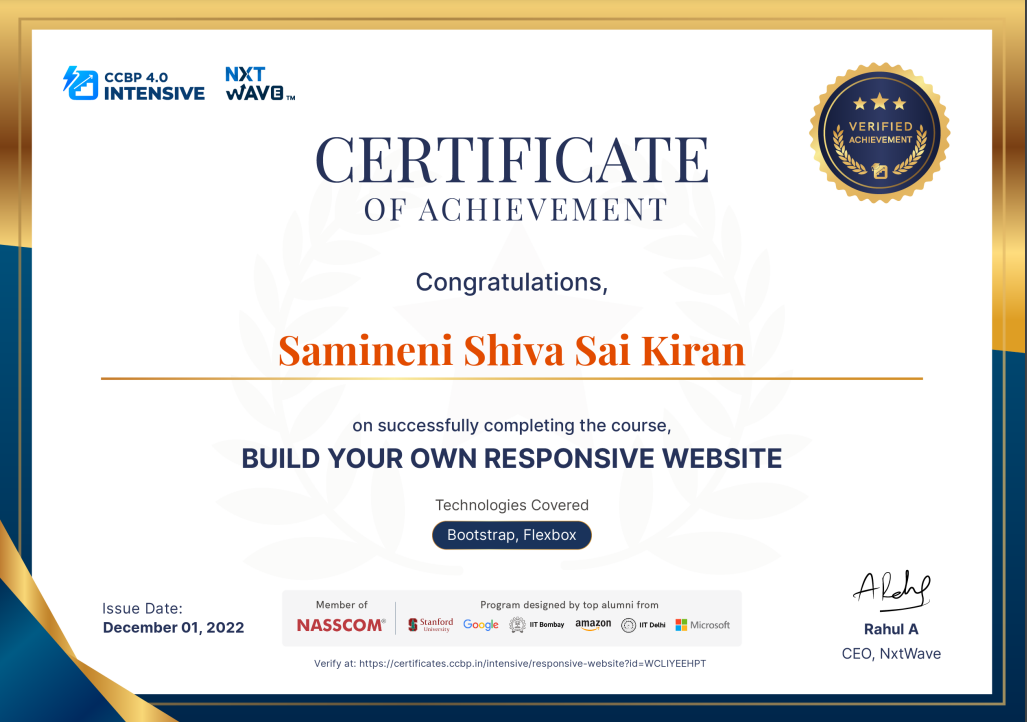 CCBP 4.0
INTENSIVE
NXT
WAVE™
VERIFIED
ACHIEVEMENT
CERTIFICATE
OF ACHIEVEMENT
Congratulations,
Samineni Shiva Sai Kiran
on successfully completing the course,
BUILD YOUR OWN RESPONSIVE WEBSITE
Technologies Covered
Bootstrap, Flexbox
Issue Date:
December 01, 2022
Member of
NASSCOM®
Program designed by top alumni from
Stanford
University
Google
IIT Bombay
amazon
IIT Delhi
Microsoft
Verify at: https://certificates.ccbp.in/intensive/responsive-website?id=WCLIYEEHPT
Rahul A
CEO, NxtWave